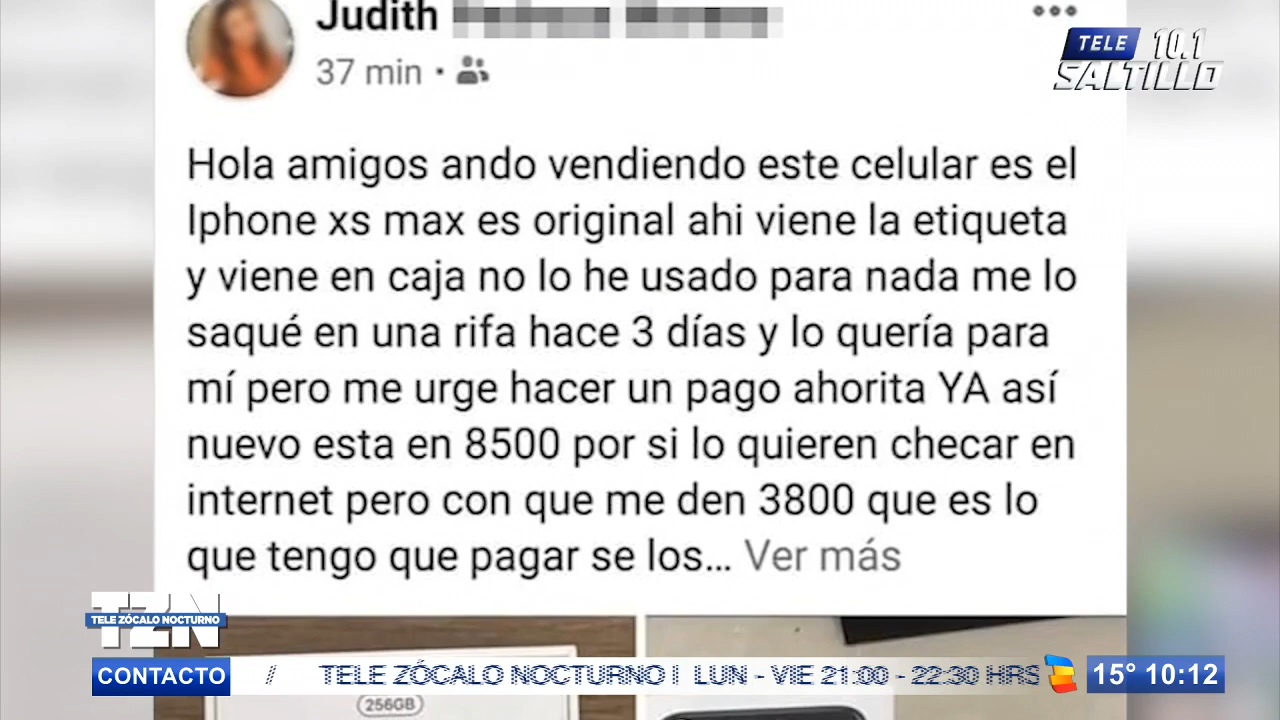 Judith
37 min ·
TELE 10.1
SALTILLO
Hola amigos ando vendiendo este celular es el
Iphone xs max es original ahi viene la etiqueta
y viene en caja no lo he usado para nada me lo
saqué en una rifa hace 3 días y lo quería para
mí pero me urge hacer un pago ahorita YA así
nuevo esta en 8500 por si lo quieren checar en
internet pero con que me den 3800 que es lo
que tengo que pagar se los... Ver más
TZN
TELE ZÓCALO NOCTURNO
CONTACTO / TELE ZÓCALO NOCTURNO | LUN - VIE 21:00 - 22:30 HRS 15° 10:12
256GB